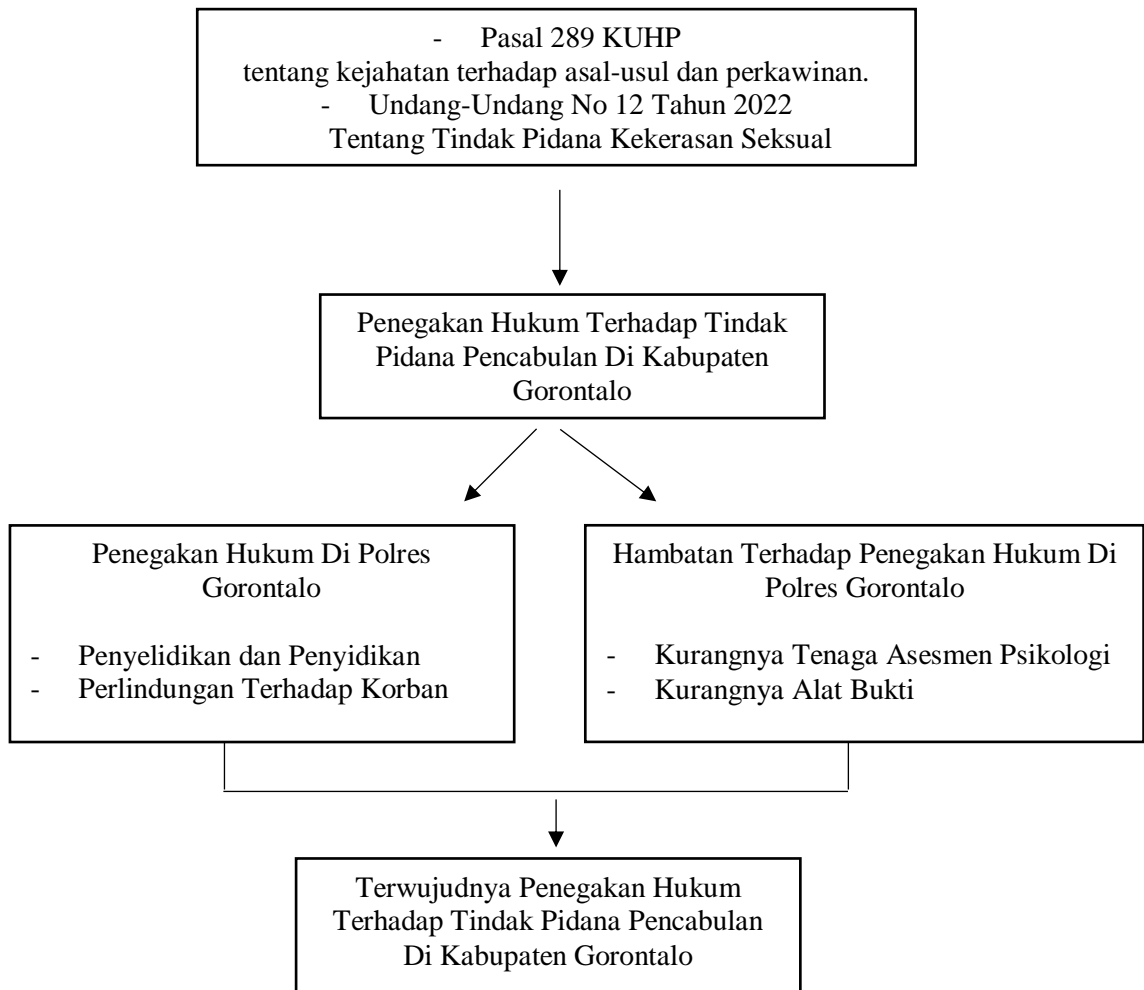 - Pasal 289 KUHP
tentang kejahatan terhadap asal-usul dan perkawinan.
- Undang-Undang No 12 Tahun 2022
Tentang Tindak Pidana Kekerasan Seksual
Penegakan Hukum Terhadap Tindak
Pidana Pencabulan Di Kabupaten
Gorontalo
Penegakan Hukum Di Polres
Gorontalo
- Penyelidikan dan Penyidikan
- Perlindungan Terhadap Korban
Hambatan Terhadap Penegakan Hukum Di
Polres Gorontalo
- Kurangnya Tenaga Asesmen Psikologi
- Kurangnya Alat Bukti
Terwujudnya Penegakan Hukum
Terhadap Tindak Pidana Pencabulan
Di Kabupaten Gorontalo